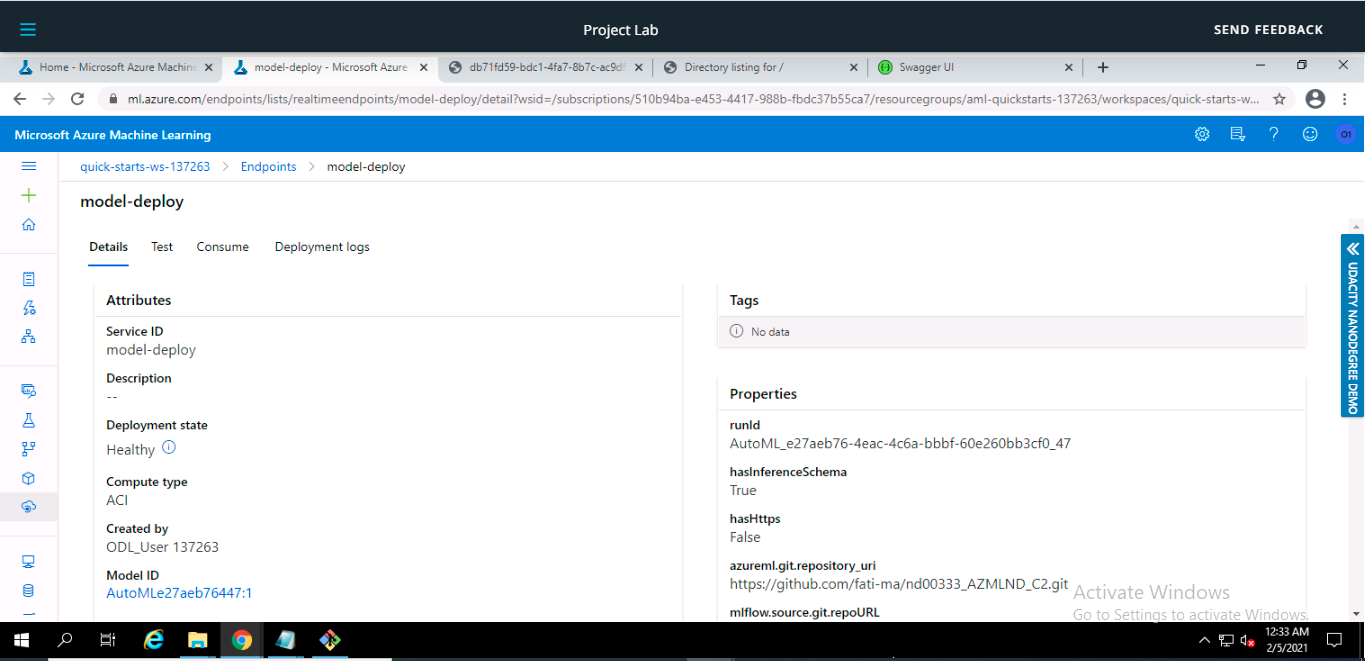 Project Lab
SEND FEEDBACK
Home - Microsoft Azure Machine
model-deploy - Microsoft Azure
db71fd59-bdc1-4fa7-8b7c-ac9df
Directory listing for /
Swagger UI
ml.azure.com/endpoints/lists/realtimeendpoints/model-deploy/detail?wsid=/subscriptions/510b94ba-e453-4417-988b-fbdc37b55ca7/resourcegroups/aml-quickstarts-137263/workspaces/quick-starts-w...
Microsoft Azure Machine Learning
O1
quick-starts-ws-137263 > Endpoints > model-deploy
model-deploy
Details
Test
Consume
Deployment logs
Attributes
Service ID
model-deploy
Description
--
Deployment state
Healthy
Compute type
ACI
Created by
ODL_User 137263
Model ID
AutoMLe27aeb76447:1
Tags
No data
Properties
runId
AutoML_e27aeb76-4eac-4c6a-bbbf-60e260bb3cf0_47
hasInferenceSchema
True
hasHttps
False
azureml.git.repository_uri
https://github.com/fati-ma/nd00333_AZMLND_C2.git
mlflow.source.git.repoURL
UDACITY NANODEGREE DEMO
Activate Windows
Go to Settings to activate Windows.
12:33 AM
2/5/2021